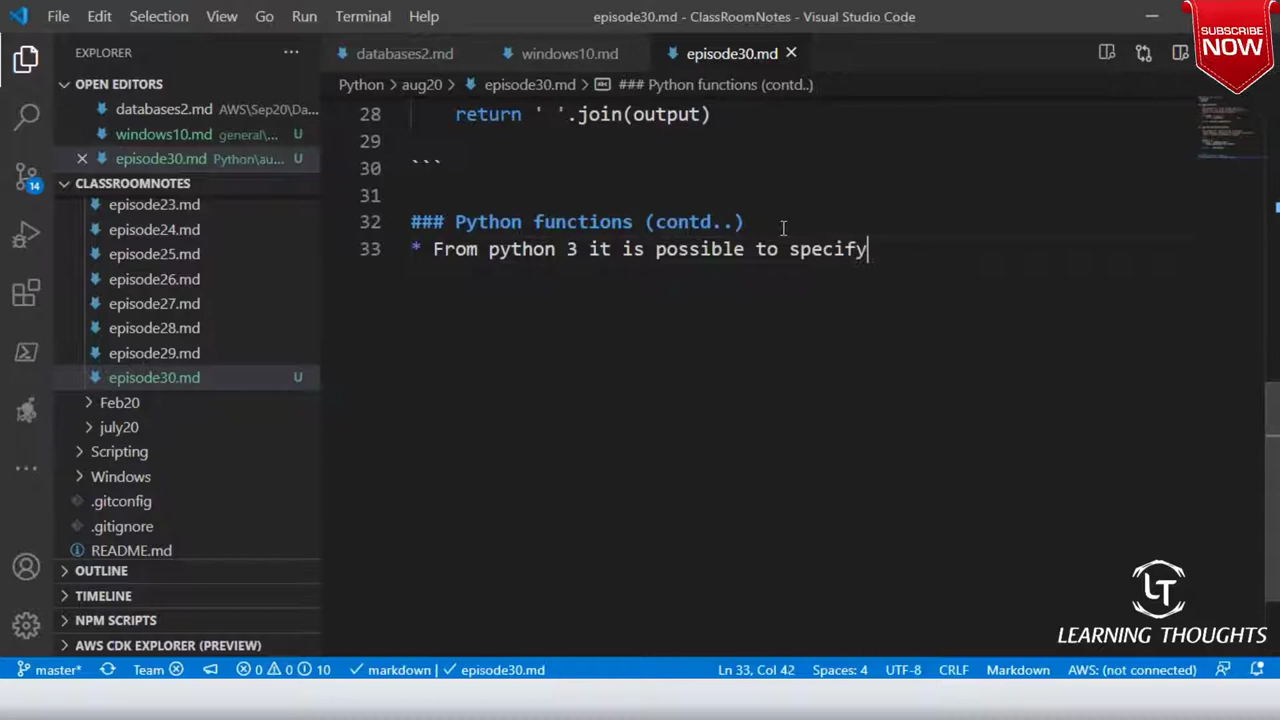 File Edit Selection View Go Run Terminal Help episode30.md - ClassRoomNotes - Visual Studio Code
SUBSCRIBE
NOW
EXPLORER
databases2.md windows10.md episode30.md
OPEN EDITORS
Python > aug20 > episode30.md > ### Python functions (contd..)
databases2.md AWS\Sep20\Da...
windows10.md general\... U
episode30.md Python\au... U
CLASSROOMNOTES
episode23.md
episode24.md
episode25.md
episode26.md
episode27.md
episode28.md
episode29.md
episode30.md U
Feb20
july20
Scripting
Windows
.gitconfig
.gitignore
README.md
OUTLINE
TIMELINE
NPM SCRIPTS
AWS CDK EXPLORER (PREVIEW)
14
28 return ' '.join(output)
29
30 ```
31
32 ### Python functions (contd..)
33 * From python 3 it is possible to specify
LT
LEARNING THOUGHTS
master* Team 0 0 10 markdown episode30.md Ln 33, Col 42 Spaces: 4 UTF-8 CRLF Markdown AWS: (not connected)